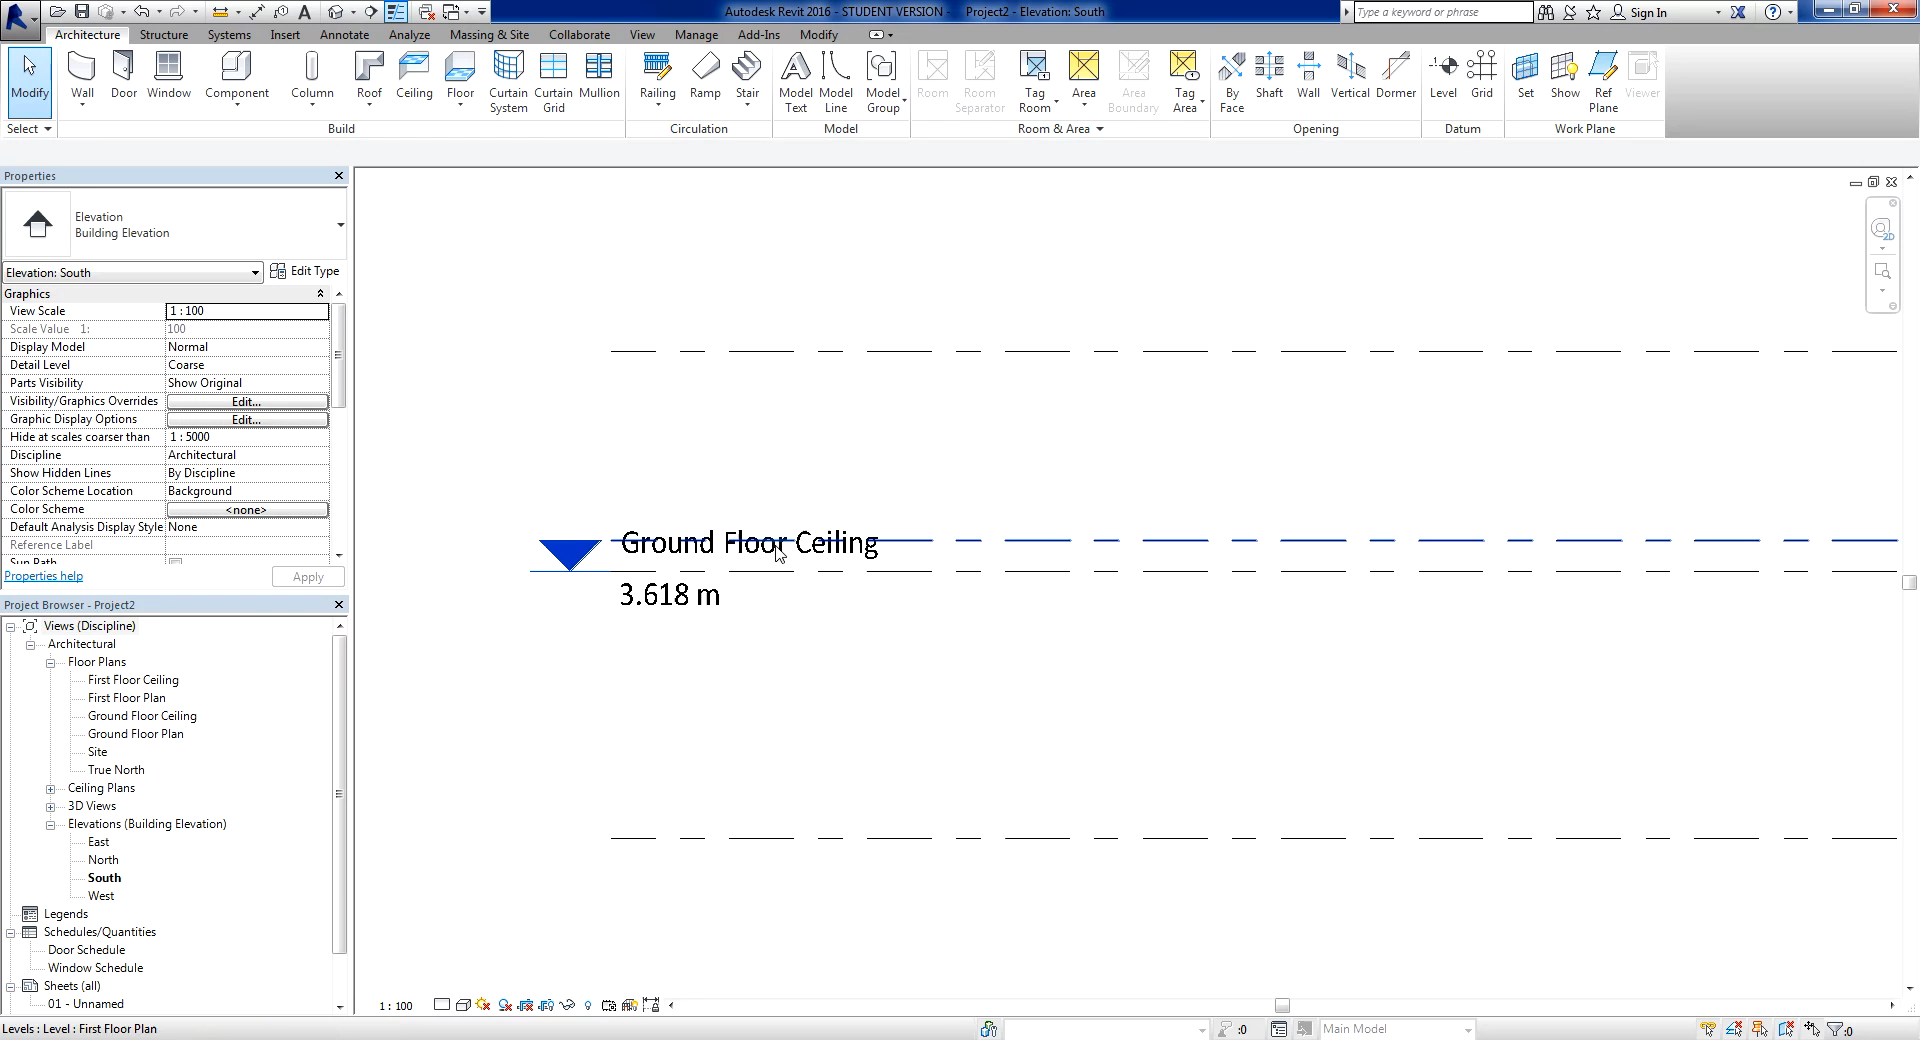 Autodesk Revit 2016 - STUDENT VERSION - Project2 - Elevation: South
Type a keyword or phrase
Sign In
Architecture Structure Systems Insert Annotate Analyze Massing & Site Collaborate View Manage Add-Ins Modify
Modify Wall Door Window Component Column Roof Ceiling Floor Curtain System Curtain Grid Mullion Railing Ramp Stair Model Text Model Line Model Group Room Room Separator Tag Room Area Area Boundary Tag Area By Face Shaft Wall Vertical Dormer Level Grid Set Show Ref Plane Viewer
Select Build Circulation Model Room & Area Opening Datum Work Plane
Properties
Elevation
Building Elevation
Elevation: South Edit Type
Graphics
View Scale 1 : 100
Scale Value 1: 100
Display Model Normal
Detail Level Coarse
Parts Visibility Show Original
Visibility/Graphics Overrides Edit...
Graphic Display Options Edit...
Hide at scales coarser than 1 : 5000
Discipline Architectural
Show Hidden Lines By Discipline
Color Scheme Location Background
Color Scheme <none>
Default Analysis Display Style None
Reference Label
Sun Path
Properties help Apply
Project Browser - Project2
Views (Discipline)
Architectural
Floor Plans
First Floor Ceiling
First Floor Plan
Ground Floor Ceiling
Ground Floor Plan
Site
True North
Ceiling Plans
3D Views
Elevations (Building Elevation)
East
North
South
West
Legends
Schedules/Quantities
Door Schedule
Window Schedule
Sheets (all)
01 - Unnamed
Ground Floor Ceiling
3.618 m
2D
1 : 100
Levels : Level : First Floor Plan
:0
Main Model
:0